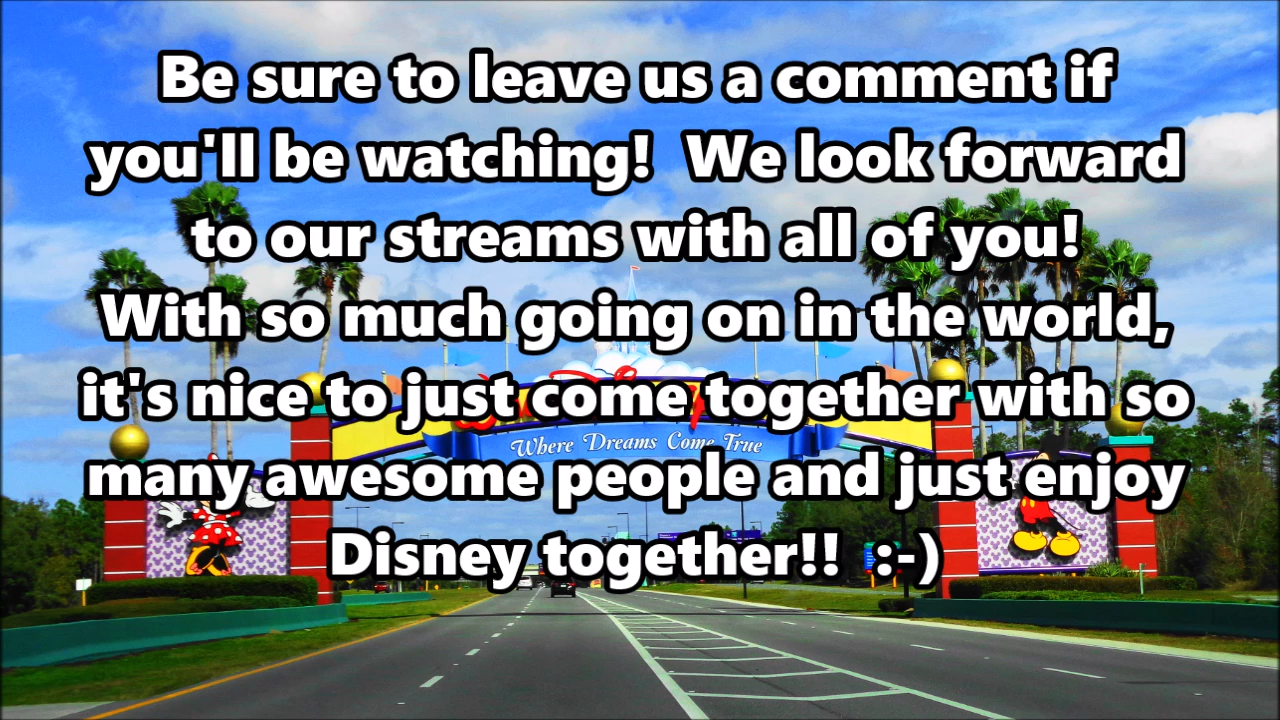 Be sure to leave us a comment if
you'll be watching!  We look forward
to our streams with all of you!
With so much going on in the world,
it's nice to just come together with so
Where Dreams Come True
many awesome people and just enjoy
Disney together!!  :-)